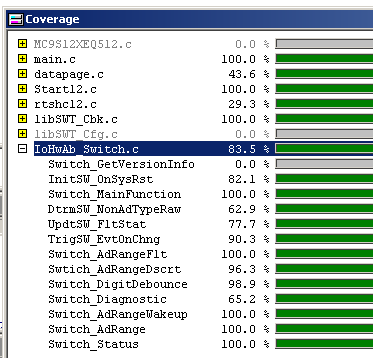 Coverage
MC9S12XEQ512.c 0.0 %
main.c 100.0 %
datapage.c 43.6 %
Start12.c 100.0 %
rtshc12.c 29.3 %
libSWT_Cbk.c 100.0 %
libSWT_Cfg.c 0.0 %
IoHwAb_Switch.c 83.5 %
Switch_GetVersionInfo 0.0 %
InitSW_OnSysRst 82.1 %
Switch_MainFunction 100.0 %
DtrmSW_NonAdTypeRaw 62.9 %
UpdtSW_FltStat 77.7 %
TrigSW_EvtOnChng 90.3 %
Switch_AdRangeFlt 100.0 %
Swtich_AdRangeDscrt 96.3 %
Switch_DigitDebounce 98.9 %
Switch_Diagnostic 65.2 %
Switch_AdRangeWakeup 100.0 %
Switch_AdRange 100.0 %
Switch_Status 100.0 %